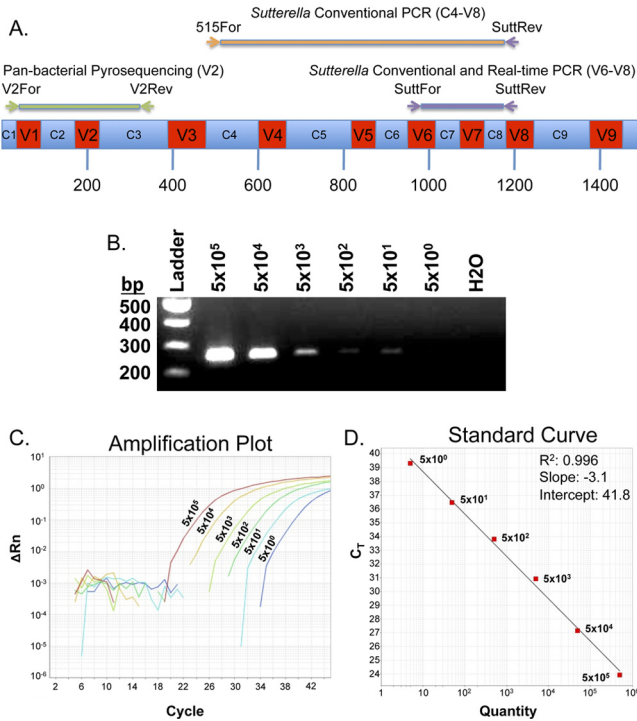 A.
Sutterella Conventional PCR (C4-V8)
515For SuttRev
Pan-bacterial Pyrosequencing (V2)
Sutterella Conventional and Real-time PCR (V6-V8)
V2For V2Rev SuttFor SuttRev
C1 V1 C2 V2 C3 V3 C4 V4 C5 V5 C6 V6 C7 V7 C8 V8 C9 V9
200 400 600 800 1000 1200 1400
B.
bp Ladder 5x10⁵ 5x10⁴ 5x10³ 5x10² 5x10¹ 5x10⁰ H2O
500
400
300
200
C.
Amplification Plot
10¹
10⁰
10⁻¹
10⁻²
10⁻³
10⁻⁴
10⁻⁵
10⁻⁶
ΔRn
5x10⁵ 5x10⁴ 5x10³ 5x10² 5x10¹ 5x10⁰
2 6 10 14 18 22 26 31 34 38 42
Cycle
D.
Standard Curve
R²: 0.996
Slope: -3.1
Intercept: 41.8
40
39
38
37
36
35
34
33
31
30
29
28
27
26
25
24
C_T
5x10⁰
5x10¹
5x10²
5x10³
5x10⁴
5x10⁵
1 10 10² 10³ 10⁴ 10⁵
Quantity